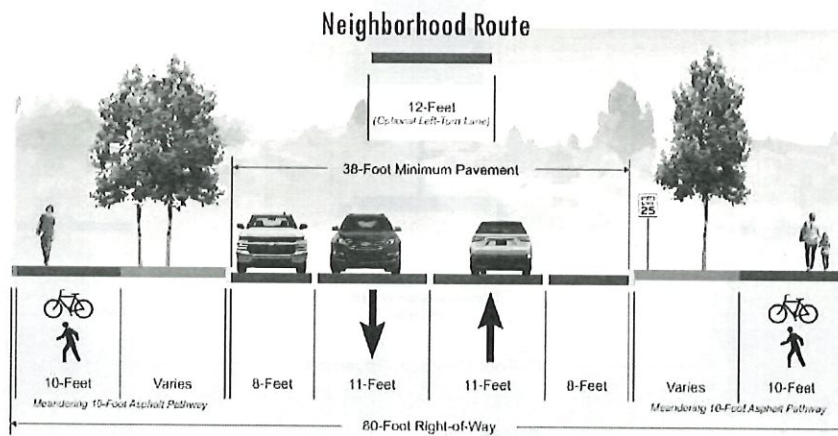 Neighborhood Route
12-Feet
(Optional Left-Turn Lane)
38-Foot Minimum Pavement
25
10-Feet
Varies
8-Feet
11-Feet
11-Feet
8-Feet
Varies
10-Feet
Meandering 10-Foot Asphalt Pathway
Meandering 10-Foot Asphalt Pathway
80-Foot Right-of-Way